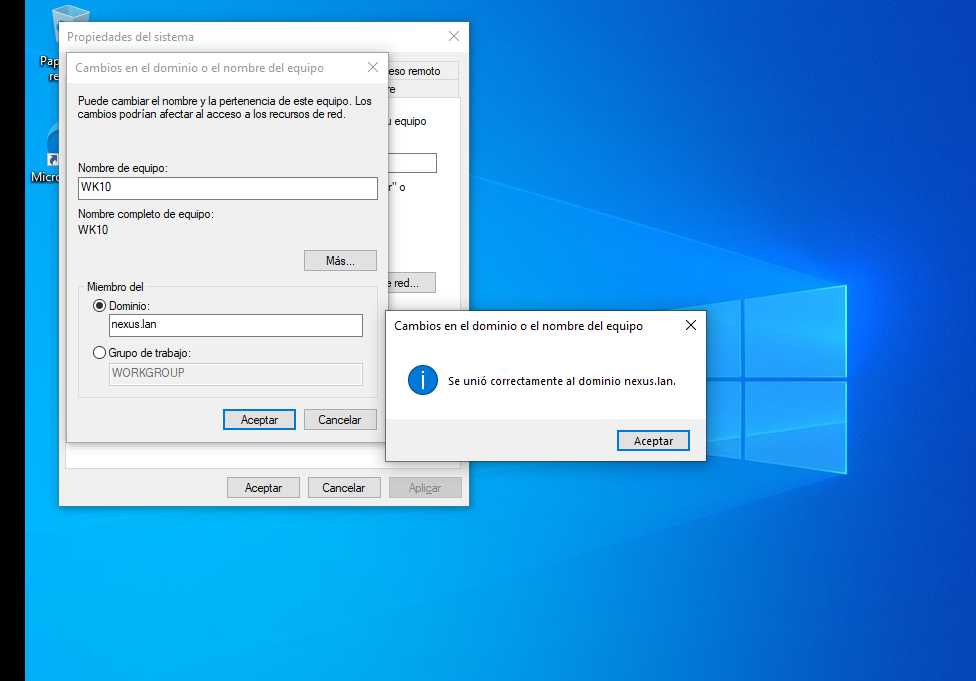 Propiedades del sistema
Cambios en el dominio o el nombre del equipo
eso remoto
re
Puede cambiar el nombre y la pertenencia de este equipo. Los
cambios podrían afectar al acceso a los recursos de red.
u equipo
Nombre de equipo:
WK10
r" o
Nombre completo de equipo:
WK10
Más...
e red...
Miembro del
Dominio:
nexus.lan
Grupo de trabajo:
WORKGROUP
Aceptar Cancelar
Cambios en el dominio o el nombre del equipo
Se unió correctamente al dominio nexus.lan.
Aceptar
Aceptar Cancelar Aplicar
Pap
re
Micro